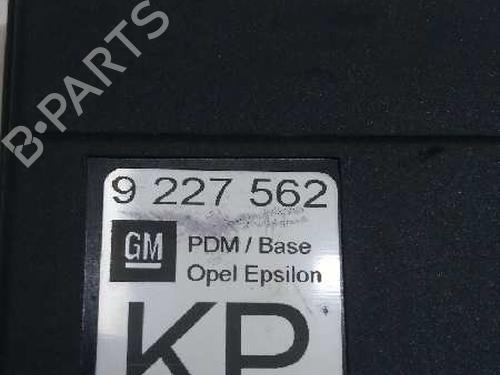 B-PARTS
9 227 562
GM
PDM / Base
Opel Epsilon
KP